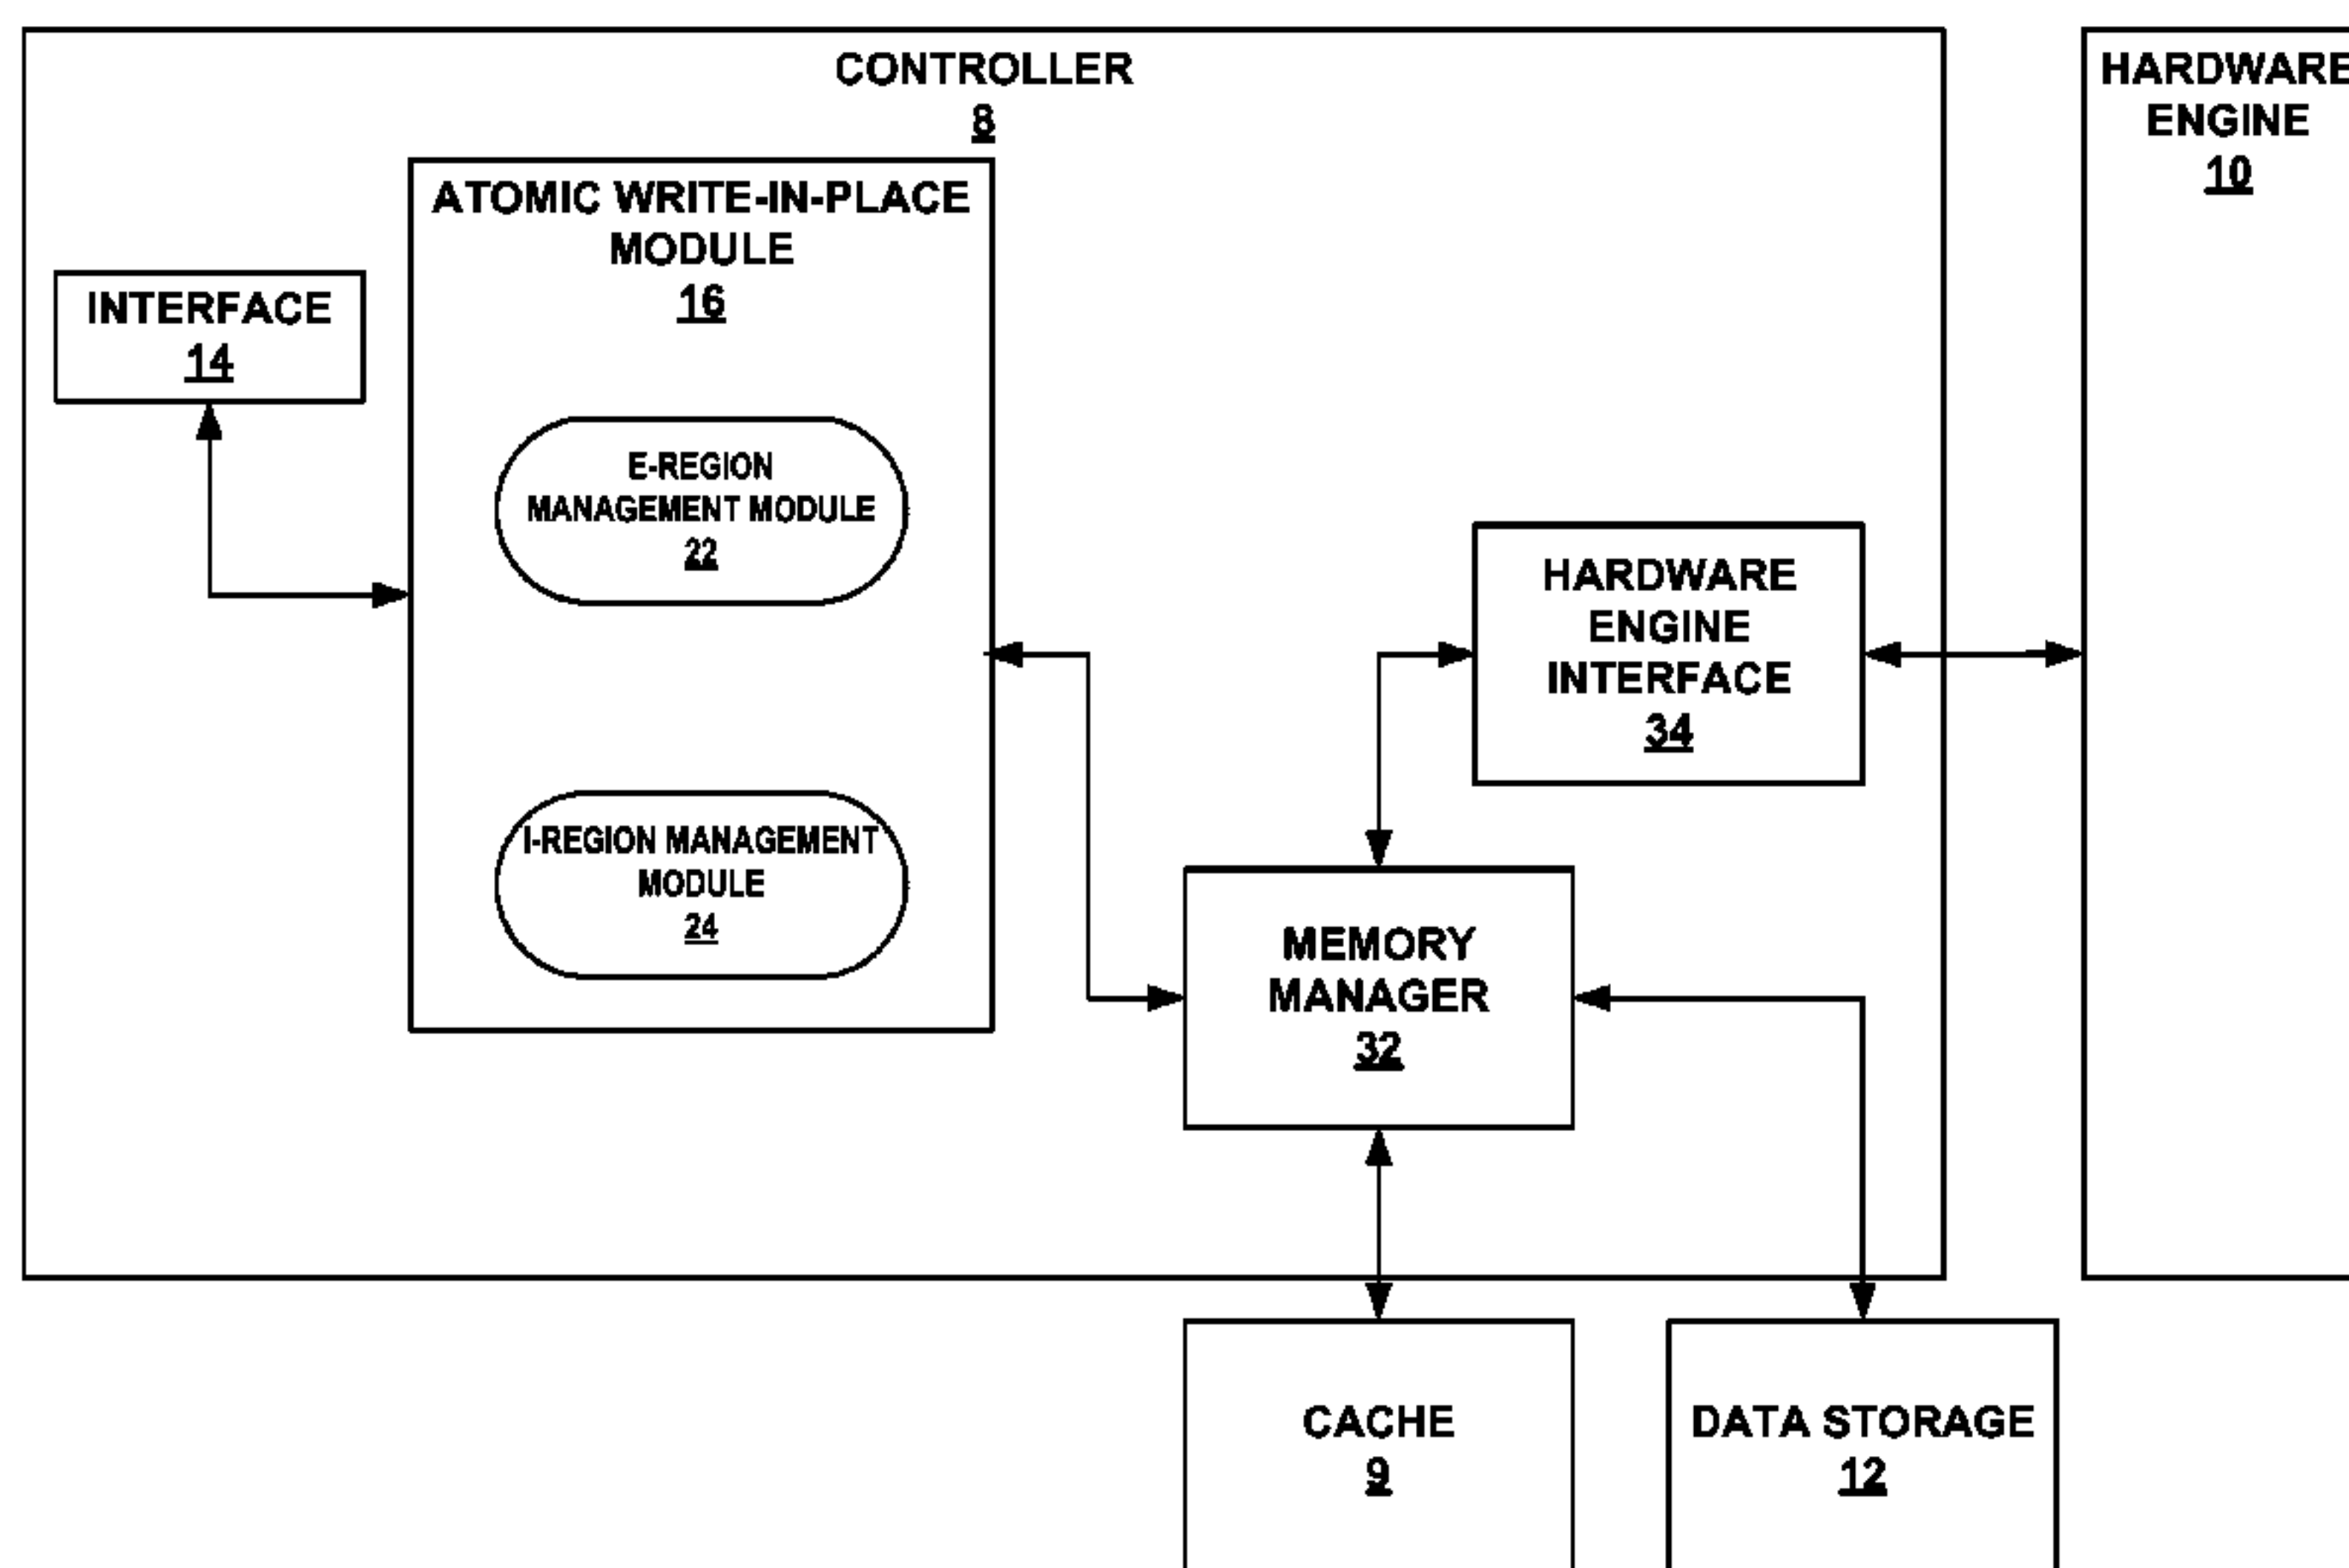 CONTROLLER
8
HARDWARE
ENGINE
10
ATOMIC WRITE-IN-PLACE
MODULE
16
INTERFACE
14
E-REGION
MANAGEMENT MODULE
22
HARDWARE
ENGINE
INTERFACE
34
I-REGION MANAGEMENT
MODULE
24
MEMORY
MANAGER
32
CACHE
9
DATA STORAGE
12